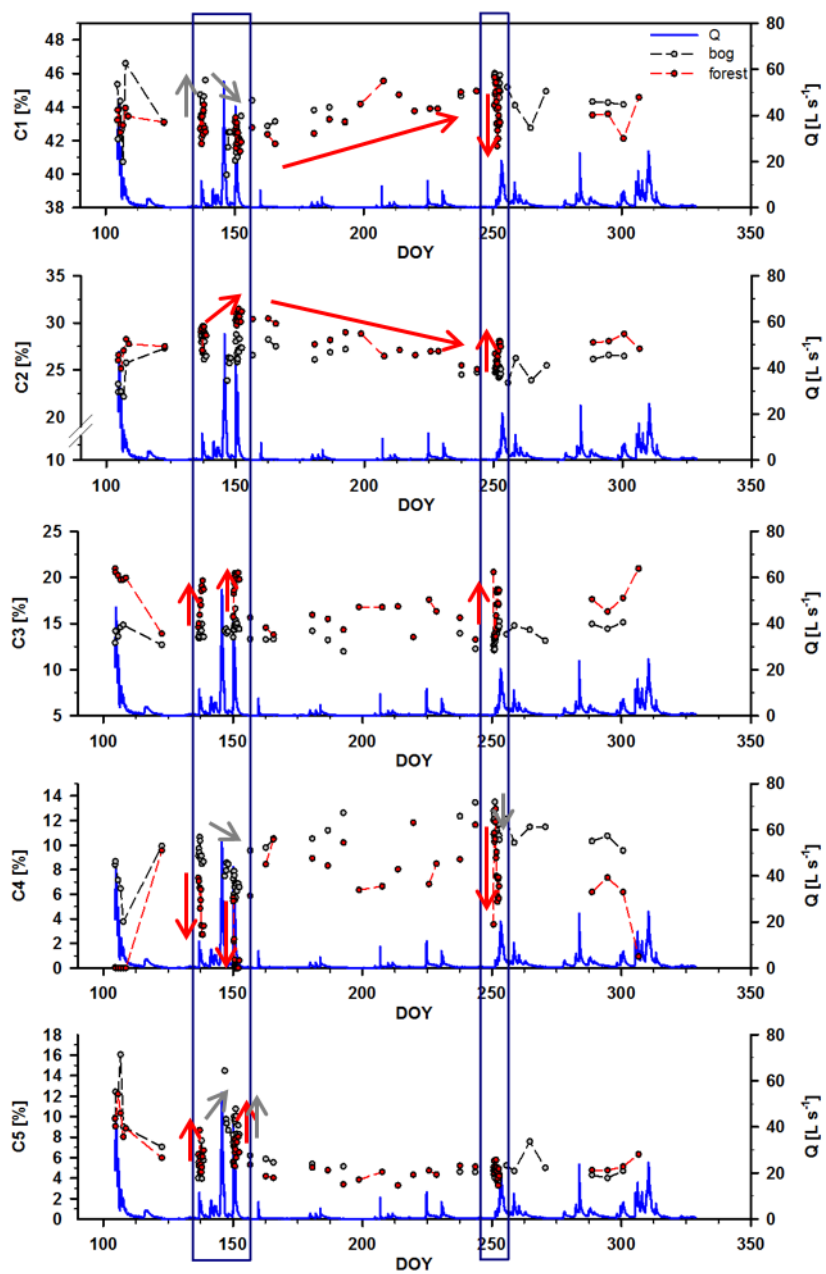 48 46 44 42 40 38
C1 [%]
80 60 40 20 0
Q [L s⁻¹]
Q
bog
forest
100 150 200 250 300 350
DOY
35 30 25 20 10
C2 [%]
80 60 40 20 0
Q [L s⁻¹]
100 150 200 250 300 350
DOY
25 20 15 10 5
C3 [%]
80 60 40 20 0
Q [L s⁻¹]
100 150 200 250 300 350
DOY
14 12 10 8 6 4 2 0
C4 [%]
80 60 40 20 0
Q [L s⁻¹]
100 150 200 250 300 350
DOY
18 16 14 12 10 8 6 4 2 0
C5 [%]
80 60 40 20 0
Q [L s⁻¹]
100 150 200 250 300 350
DOY